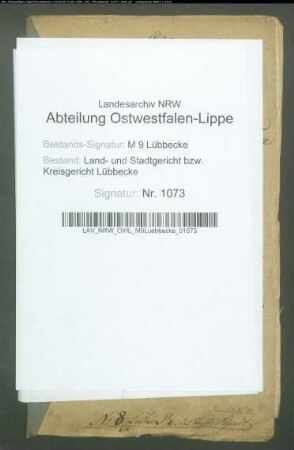 Landesarchiv NRW
Abteilung Ostwestfalen-Lippe
Bestands-Signatur: M 9 Lübbecke
Bestand: Land- und Stadtgericht bzw.
Kreisgericht Lübbecke
Signatur: Nr. 1073
LAV_NRW_OWL_M9Luebbecke_01073
N. 8